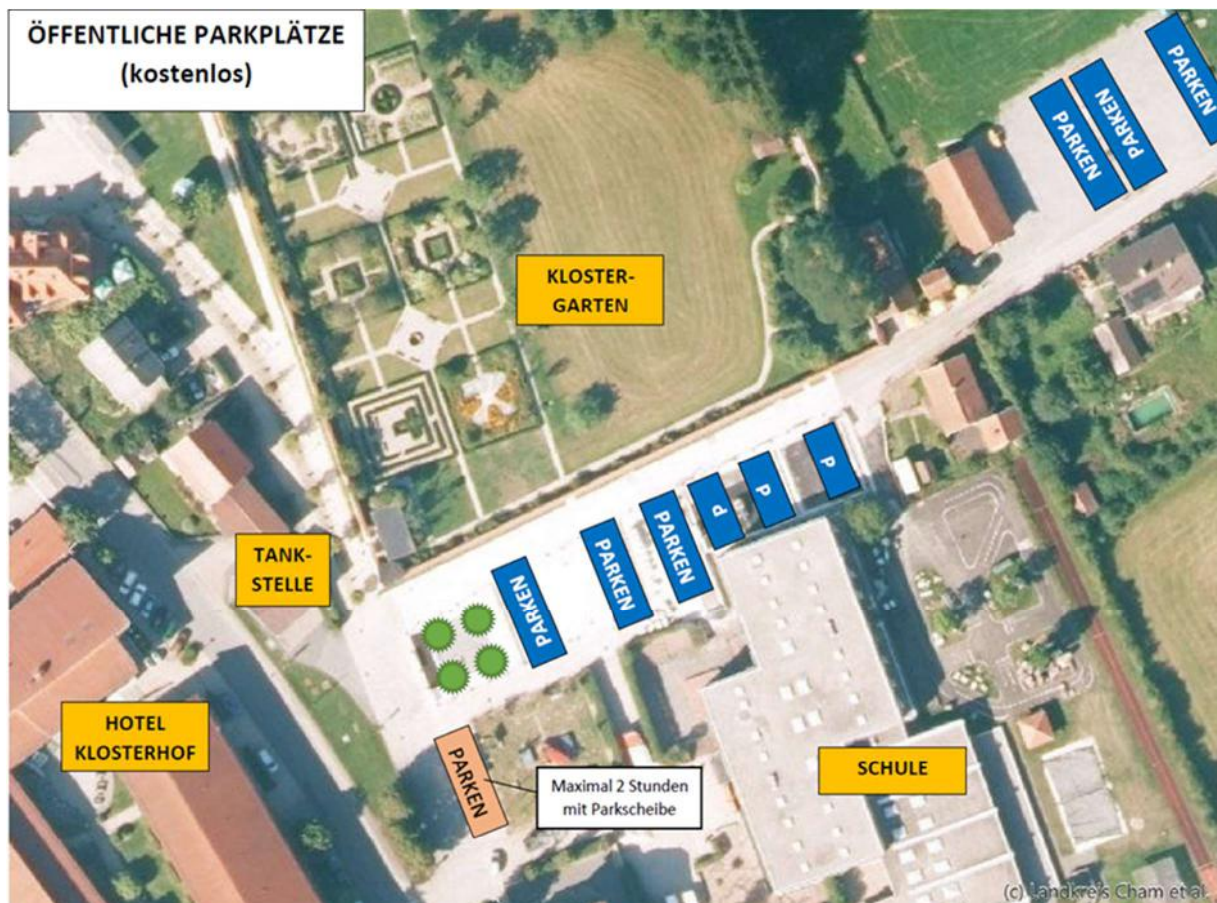 ÖFFENTLICHE PARKPLÄTZE
(kostenlos)
PARKEN
PARKEN
PARKEN
KLOSTER-
GARTEN
P
P
P
PARKEN
PARKEN
PARKEN
TANK-
STELLE
HOTEL
KLOSTERHOF
PARKEN
Maximal 2 Stunden
mit Parkscheibe
SCHULE
(c) Landkreis Cham et al.